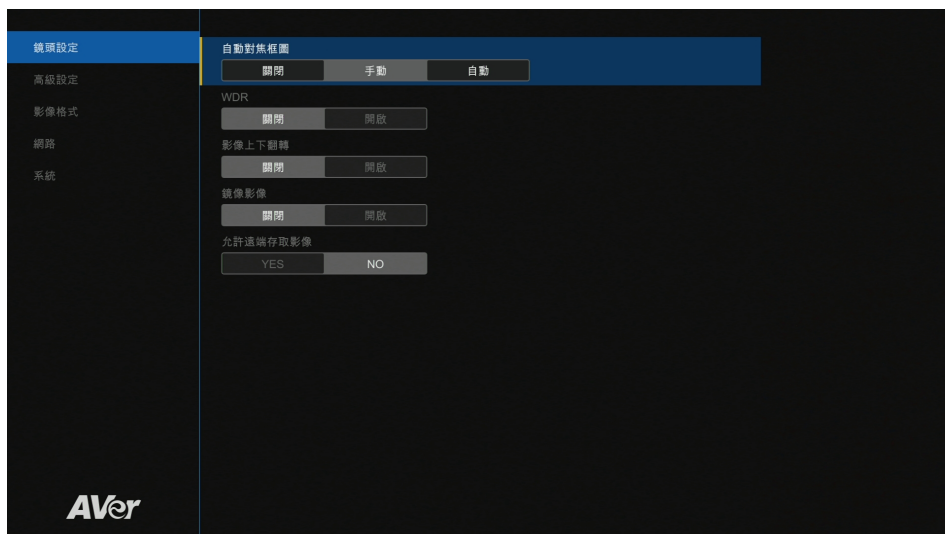 鏡頭設定
高級設定
影像格式
網路
系統
自動對焦框圖
關閉 手動 自動
WDR
關閉 開啟
影像上下翻轉
關閉 開啟
鏡像影像
關閉 開啟
允許遠端存取影像
YES NO
AVer